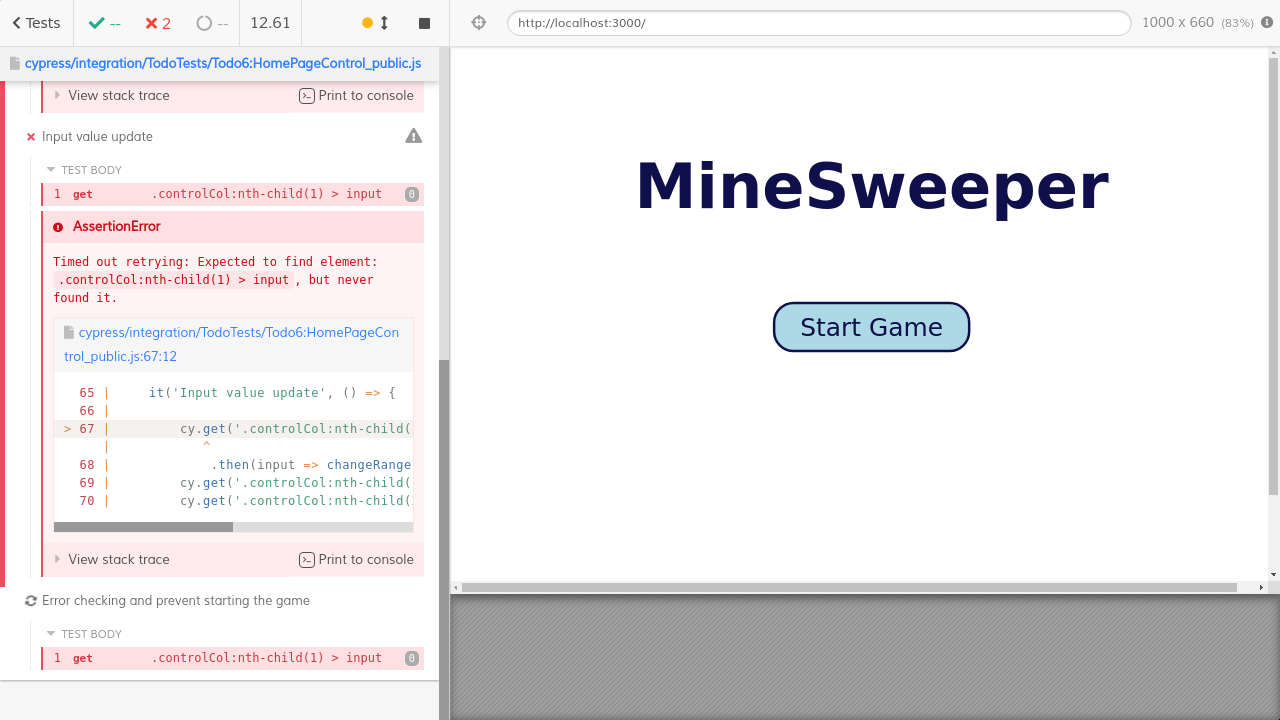 Tests
--
2
--
12.61
http://localhost:3000/
1000 x 660 (83%)
cypress/integration/TodoTests/Todo6:HomePageControl_public.js
View stack trace
Print to console
Input value update
TEST BODY
1 get .controlCol:nth-child(1) > input 0
AssertionError
Timed out retrying: Expected to find element:
.controlCol:nth-child(1) > input, but never
found it.
cypress/integration/TodoTests/Todo6:HomePageCon
trol_public.js:67:12
65 | it('Input value update', () => {
66 |
> 67 | cy.get('.controlCol:nth-child(
| ^
68 | .then(input => changeRange
69 | cy.get('.controlCol:nth-child(
70 | cy.get('.controlCol:nth-child(
View stack trace
Print to console
Error checking and prevent starting the game
TEST BODY
1 get .controlCol:nth-child(1) > input 0
MineSweeper
Start Game